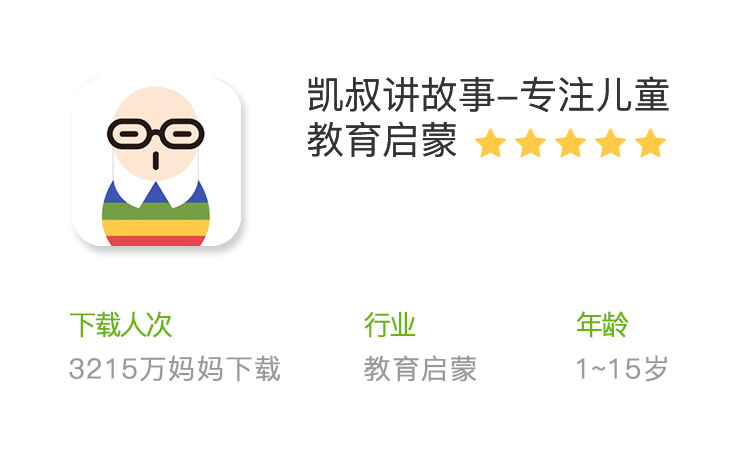 凯叔讲故事-专注儿童
教育启蒙
下载人次 行业 年龄
3215万妈妈下载 教育启蒙 1~15岁